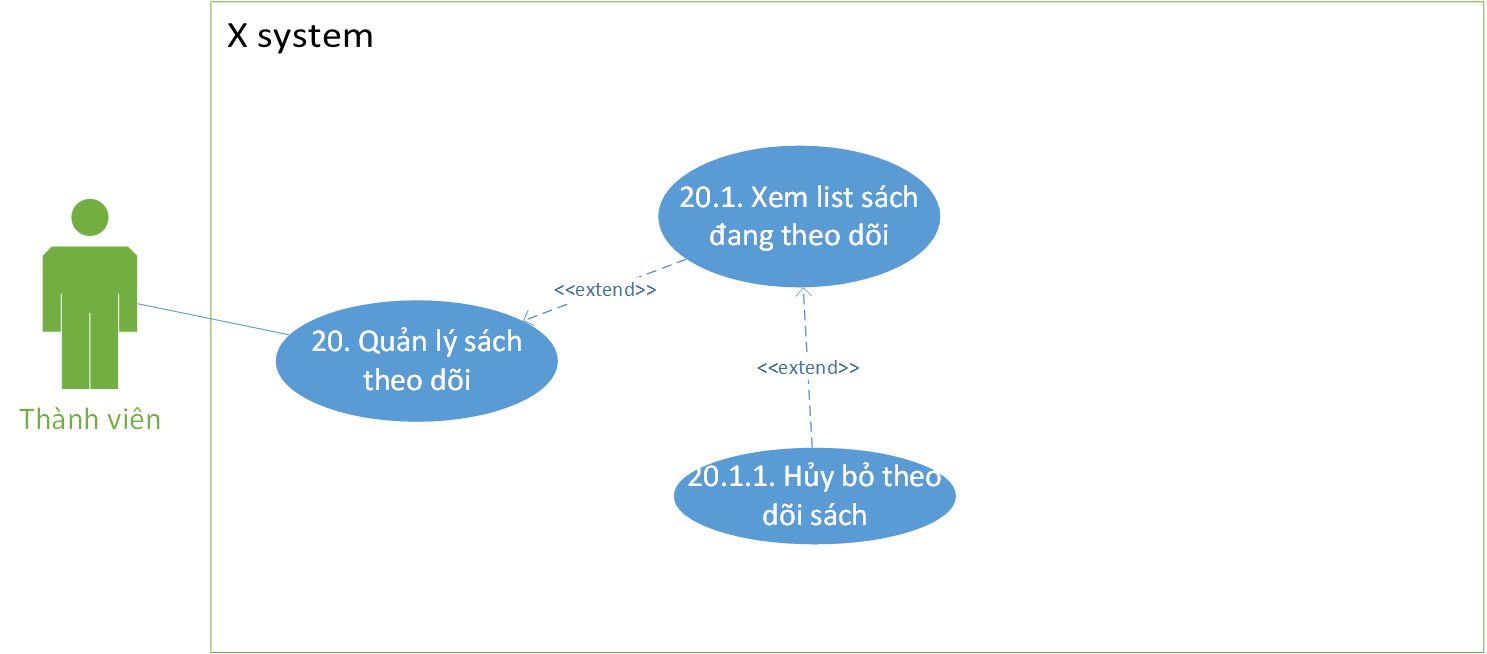 X system
20.1. Xem list sách
đang theo dõi
<<extend>>
20. Quản lý sách
theo dõi
<<extend>>
Thành viên
20.1.1. Hủy bỏ theo
dõi sách